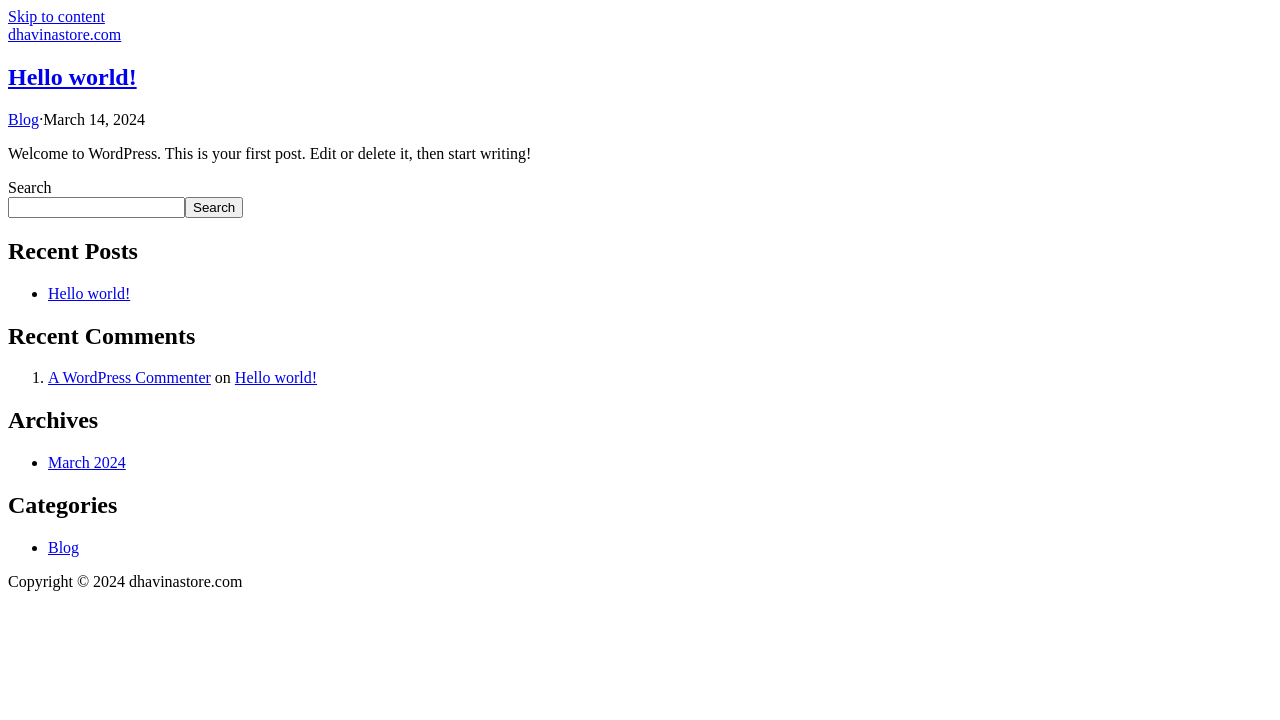 Skip to content
dhavinastore.com
Hello world!
Blog·March 14, 2024
Welcome to WordPress. This is your first post. Edit or delete it, then start writing!
Search
Search
Recent Posts
Hello world!
Recent Comments
1. A WordPress Commenter on Hello world!
Archives
March 2024
Categories
Blog
Copyright © 2024 dhavinastore.com